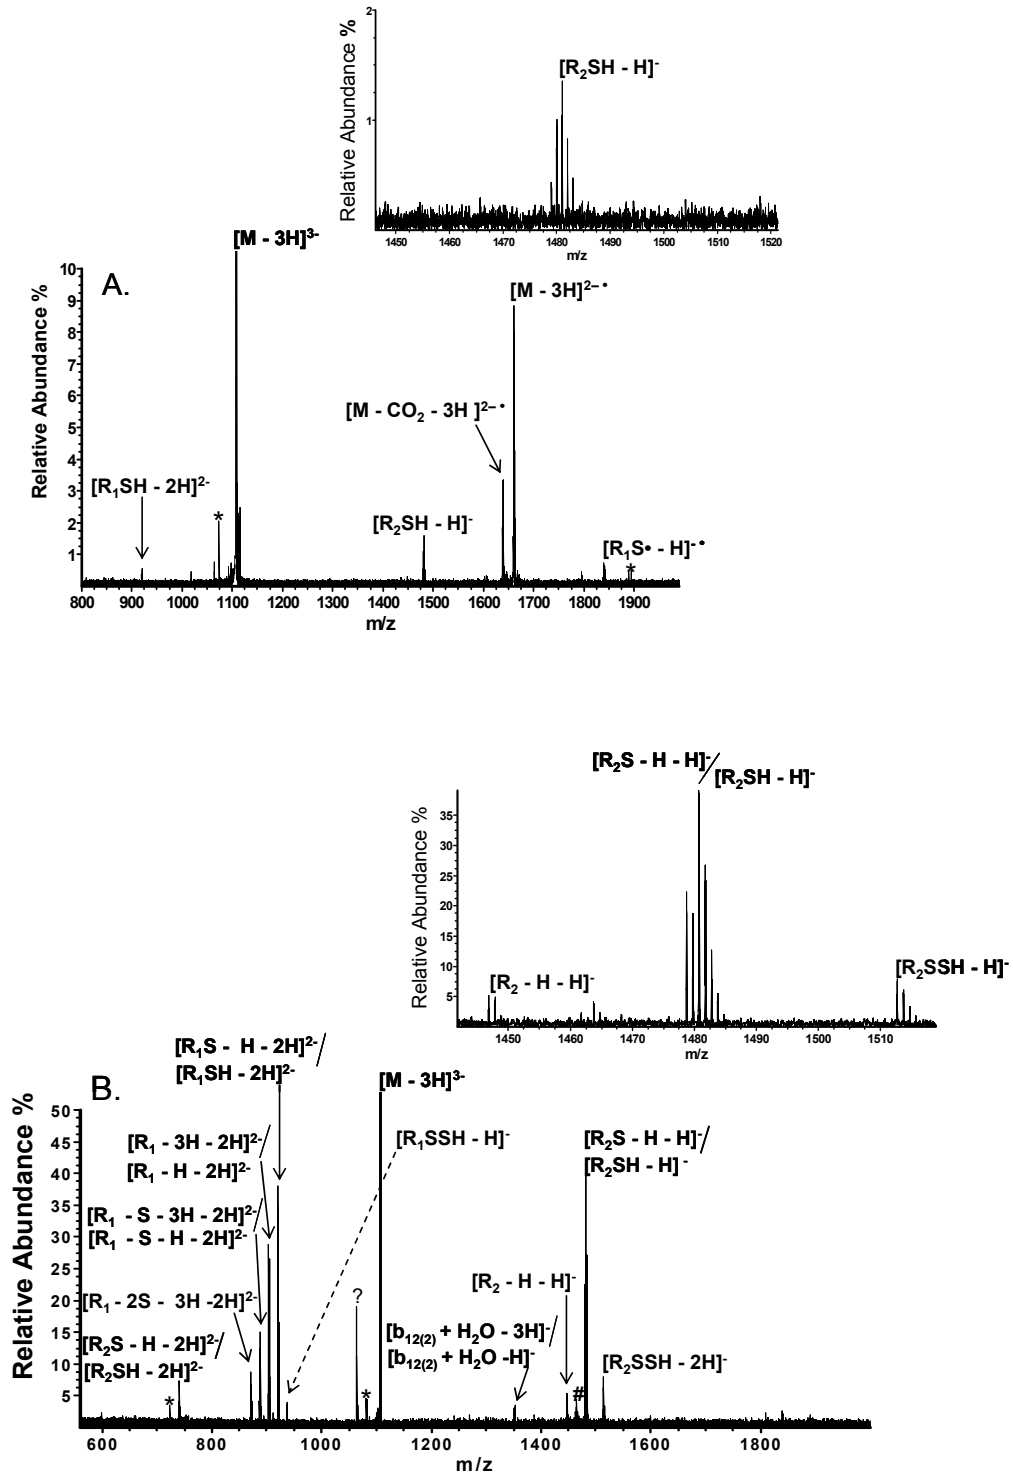 2
[R₂SH - H]⁻
1
Relative Abundance %
1450 1460 1470 1480 1490 1500 1510 1520
m/z
[M - 3H]³⁻
A.
10
9
8
7
6
5
4
3
2
1
Relative Abundance %
[M - 3H]²⁻•
[M - CO₂ - 3H ]²⁻•
[R₁SH - 2H]²⁻
*
[R₂SH - H]⁻
[R₁S• - H]⁻•
*
800 900 1000 1100 1200 1300 1400 1500 1600 1700 1800 1900
m/z
[R₂S - H - H]⁻/
[R₂SH - H]⁻
35
30
25
20
15
10
5
Relative Abundance %
[R₂ - H - H]⁻
[R₂SSH - H]⁻
1450 1460 1470 1480 1490 1500 1510
m/z
[R₁S - H - 2H]²⁻/
[R₁SH - 2H]²⁻
B.
[M - 3H]³⁻
50
45
40
35
30
25
20
15
10
5
Relative Abundance %
[R₁ - 3H - 2H]²⁻/
[R₁ - H - 2H]²⁻
[R₁SSH - H]⁻
[R₂S - H - H]⁻/
[R₂SH - H]⁻
[R₁ - S - 3H - 2H]²⁻/
[R₁ - S - H - 2H]²⁻
[R₁ - 2S - 3H -2H]²⁻
?
[R₂ - H - H]⁻
[R₂S - H - 2H]²⁻/
[R₂SH - 2H]²⁻
[b₁₂₍₂₎ + H₂O - 3H]⁻/
[b₁₂₍₂₎ + H₂O -H]⁻
[R₂SSH - 2H]⁻
*
*
#
600 800 1000 1200 1400 1600 1800
m/z